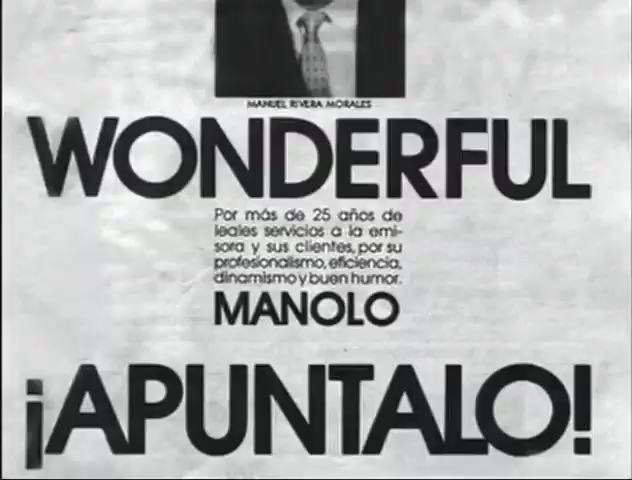 MANUEL RIVERA MORALES
WONDERFUL
Por más de 25 años de
leales servicios a la emi-
sora y sus clientes, por su
profesionalismo, eficiencia,
dinamismo y buen humor.
MANOLO
¡APUNTALO!